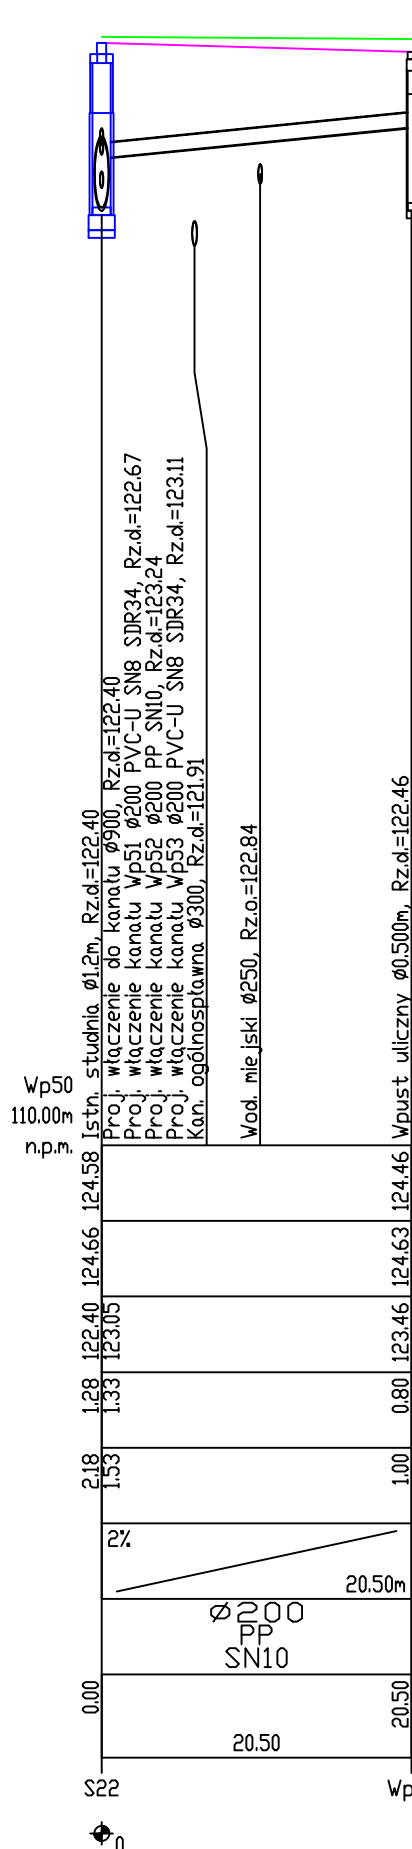 Istn. studnia ø1.2m, Rz.d.=122.40
Proj. włączenie do kanału ø900, Rz.d.=122.40
Proj. włączenie kanału Wp51 ø200 PVC-U SN8 SDR34, Rz.d.=122.67
Proj. włączenie kanału Wp52 ø200 PP SN10, Rz.d.=123.24
Proj. włączenie kanału Wp53 ø200 PVC-U SN8 SDR34, Rz.d.=123.11
Kan. ogólnospławna ø300, Rz.d.=121.91
Wod. miejski ø250, Rz.o.=122.84
Wpust uliczny ø0.500m, Rz.d.=122.46
Wp50
110.00m
n.p.m.
124.58 124.46
124.66 124.63
122.40 123.05 123.46
1.28 1.33 0.80
2.18 1.53 1.00
2%
20.50m
ø200
PP
SN10
0.00 20.50
20.50
S22 Wp
0